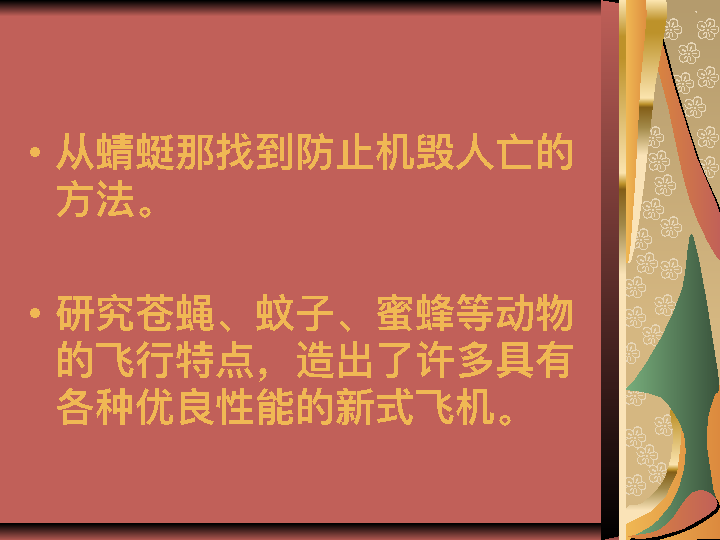 • 从蜻蜓那找到防止机毁人亡的
方法。
• 研究苍蝇、蚊子、蜜蜂等动物
的飞行特点，造出了许多具有
各种优良性能的新式飞机。